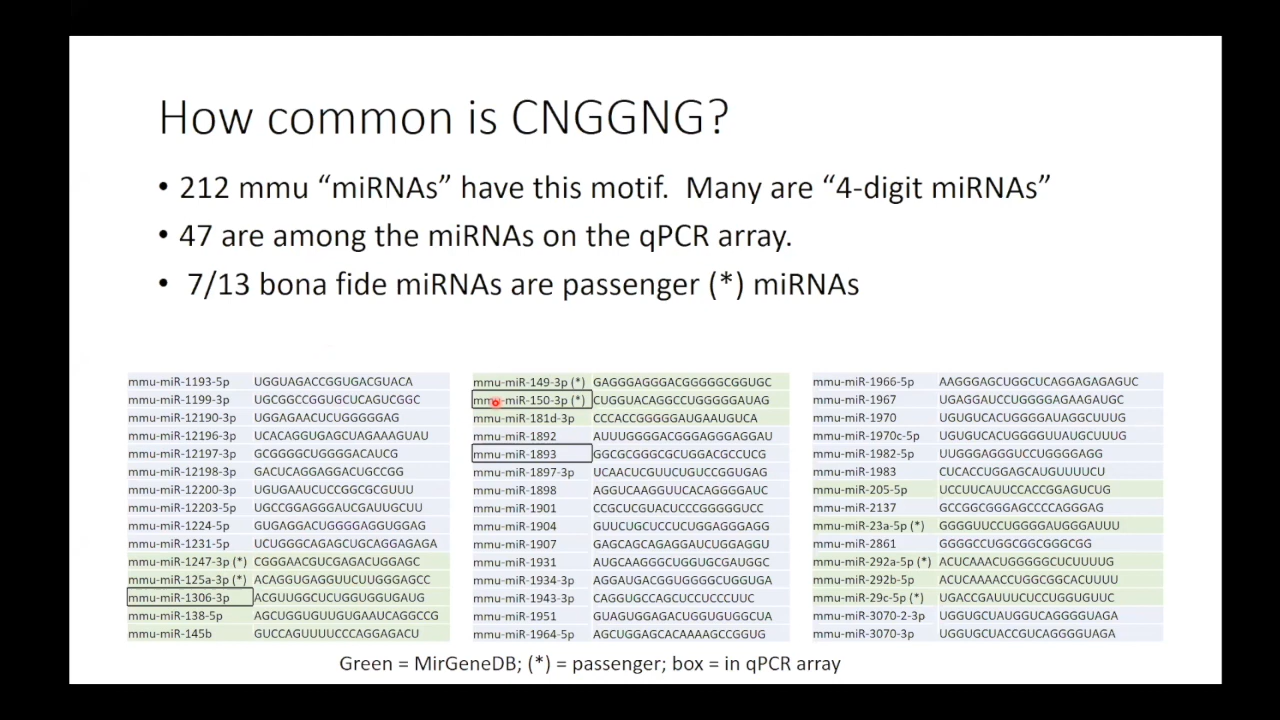 How common is CNGGNG?
• 212 mmu “miRNAs” have this motif.  Many are “4-digit miRNAs”
• 47 are among the miRNAs on the qPCR array.
• 7/13 bona fide miRNAs are passenger (*) miRNAs
mmu-miR-1193-5p UGGUAGACCGGUGACGUACA
mmu-miR-1199-3p UGCGGCCGGUGCUCAGUCGGC
mmu-miR-12190-3p UGGAGAACUCUGGGGGAG
mmu-miR-12196-3p UCACAGGUGAGCUAGAAAGUAU
mmu-miR-12197-3p GCGGGGCUGGGGACAUCG
mmu-miR-12198-3p GACUCAGGAGGACUGCCGG
mmu-miR-12200-3p UGUGAAUCUCCGGCGCGUUU
mmu-miR-12203-5p UGCCGGAGGGAUCGAUUGCUU
mmu-miR-1224-5p GUGAGGACUGGGGAGGUGGAG
mmu-miR-1231-5p UCUGGGCAGAGCUGCAGGAGAGA
mmu-miR-1247-3p (*) CGGGAACGUCGAGACUGGAGC
mmu-miR-125a-3p (*) ACAGGUGAGGUUCUUGGGAGCC
mmu-miR-1306-3p ACGUUGGCUCUGGUGGUGAUG
mmu-miR-138-5p AGCUGGUGUUGUGAAUCAGGCCG
mmu-miR-145b GUCCAGUUUUCCCAGGAGACU
mmu-miR-149-3p (*) GAGGGAGGGACGGGGGCGGUGC
mmu-miR-150-3p (*) CUGGUACAGGCCUGGGGGAUAG
mmu-miR-181d-3p CCCACCGGGGGAUGAAUGUCA
mmu-miR-1892 AUUUGGGGACGGGAGGGAGGAU
mmu-miR-1893 GGCGCGGGCGCUGGACGCCUCG
mmu-miR-1897-3p UCAACUCGUUCUGUCCGGUGAG
mmu-miR-1898 AGGUCAAGGUUCACAGGGGAUC
mmu-miR-1901 CCGCUCGUACUCCCGGGGGUCC
mmu-miR-1904 GUUCUGCUCCUCUGGAGGGAGG
mmu-miR-1907 GAGCAGCAGAGGAUCUGGAGGU
mmu-miR-1931 AUGCAAGGGCUGGUGCGAUGGC
mmu-miR-1934-3p AGGAUGACGGUGGGGCUGGUGA
mmu-miR-1943-3p CAGGUGCCAGCUCCUCCCUUC
mmu-miR-1951 GUAGUGGAGACUGGUGUGGCUA
mmu-miR-1964-5p AGCUGGAGCACAAAAGCCGGUG
mmu-miR-1966-5p AAGGGAGCUGGCUCAGGAGAGAGUC
mmu-miR-1967 UGAGGAUCCUGGGGAGAAGAUGC
mmu-miR-1970 UGUGUCACUGGGGAUAGGCUUUG
mmu-miR-1970c-5p UGUGUCACUGGGGUUAUGCUUUG
mmu-miR-1982-5p UUGGGAGGGUCCUGGGGAGG
mmu-miR-1983 CUCACCUGGAGCAUGUUUUCU
mmu-miR-205-5p UCCUUCAUUCCACCGGAGUCUG
mmu-miR-2137 GCCGGCGGGAGCCCCAGGGAG
mmu-miR-23a-5p (*) GGGGUUCCUGGGGAUGGGAUUU
mmu-miR-2861 GGGGCCUGGCGGCGGGCGG
mmu-miR-292a-5p (*) ACUCAAACUGGGGGCUCUUUUG
mmu-miR-292b-5p ACUCAAAACCUGGCGGCACUUUU
mmu-miR-29c-5p (*) UGACCGAUUUCUCCUGGUGUUC
mmu-miR-3070-2-3p UGGUGCUAUGGUCAGGGGUAGA
mmu-miR-3070-3p UGGUGCUACCGUCAGGGGUAGA
Green = MirGeneDB; (*) = passenger; box = in qPCR array